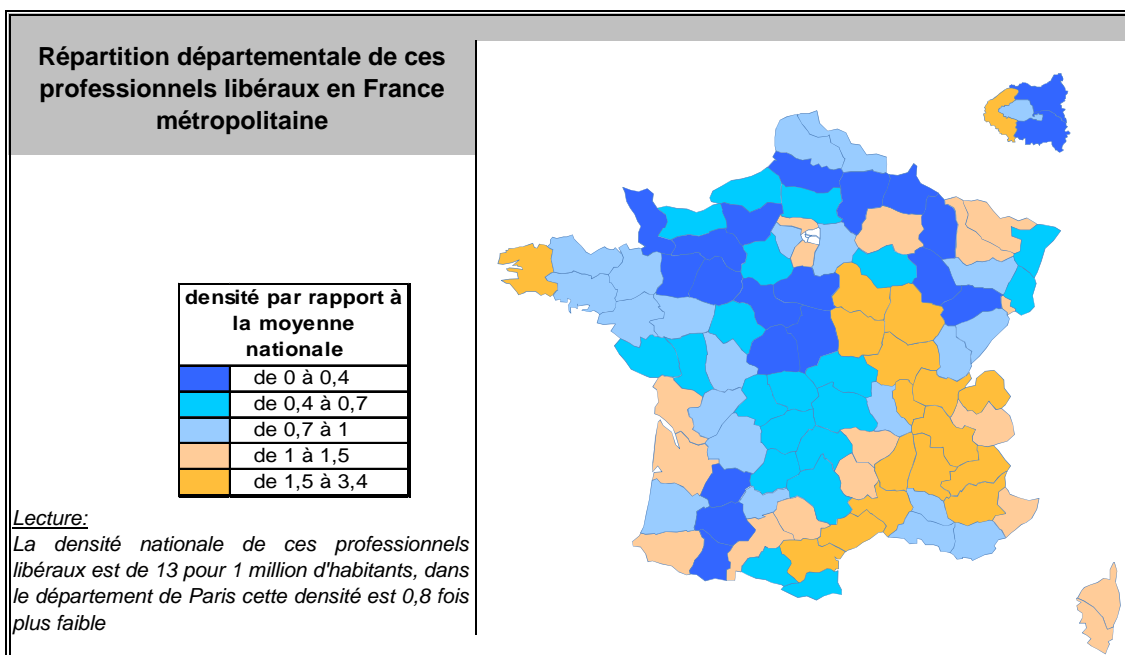 Répartition départementale de ces
professionnels libéraux en France
métropolitaine
densité par rapport à
la moyenne
nationale
de 0 à 0,4
de 0,4 à 0,7
de 0,7 à 1
de 1 à 1,5
de 1,5 à 3,4
Lecture:
La densité nationale de ces professionnels
libéraux est de 13 pour 1 million d'habitants, dans
le département de Paris cette densité est 0,8 fois
plus faible